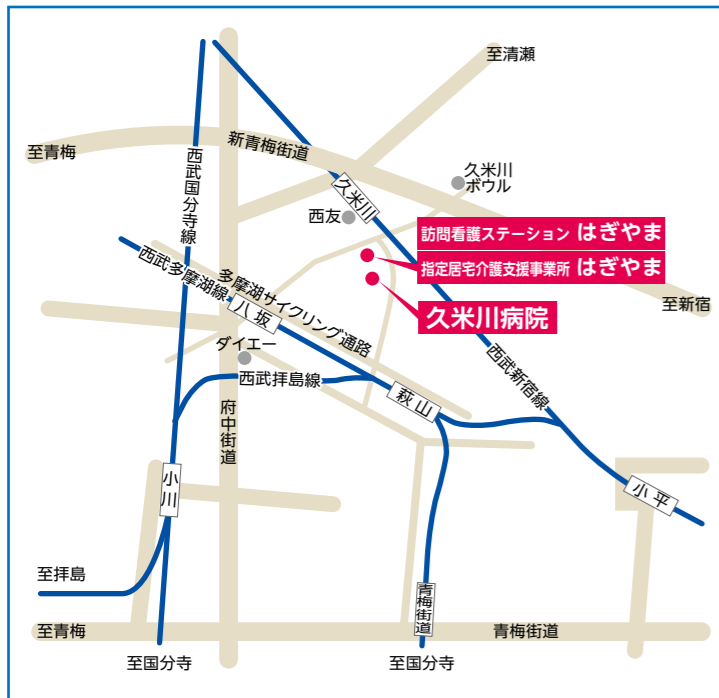 至清瀬
新青梅街道
至青梅
西武国分寺線
久米川
ボウル
久米川
西友
訪問看護ステーション はぎやま
指定居宅介護支援事業所 はぎやま
西武多摩湖線
多摩湖サイクリング通路
八坂
至新宿
久米川病院
ダイエー
西武拝島線
西武新宿線
萩山
府中街道
小川
小平
至拝島
青梅街道
至青梅
青梅街道
至国分寺
至国分寺